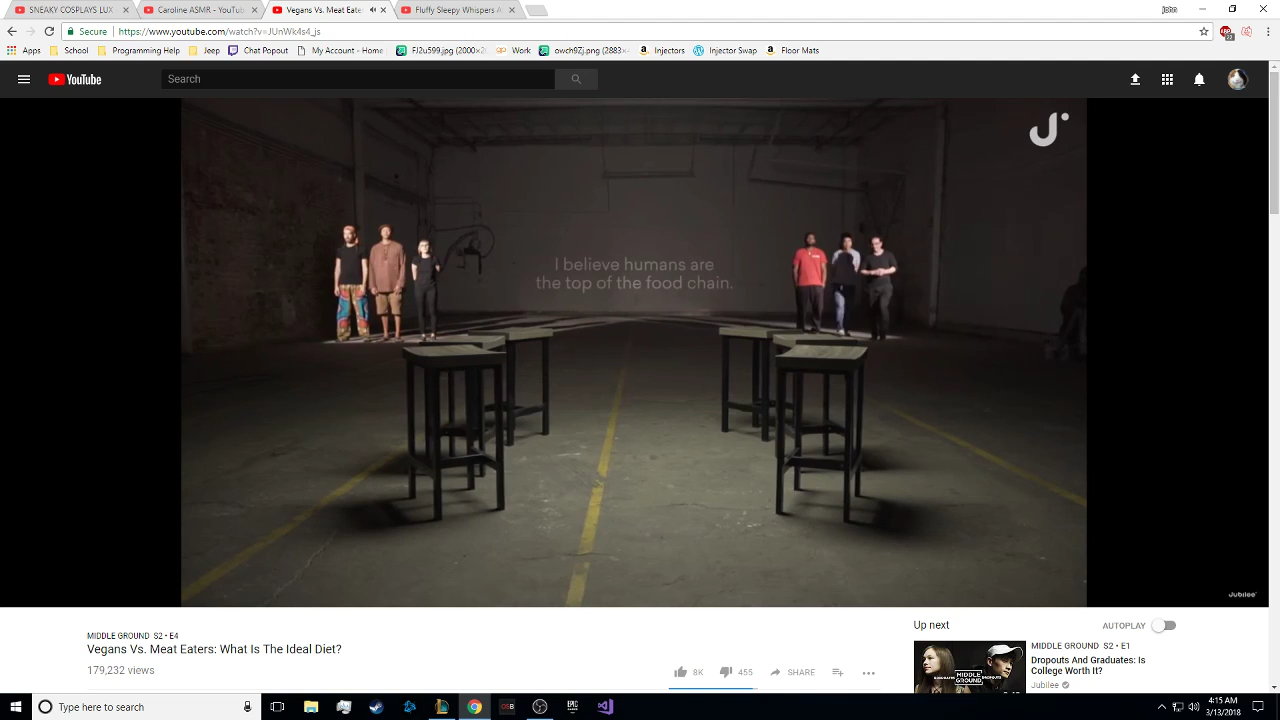 SNEAKY COSPLAYS LUX
Caroline ASMR - YouTub
Vegans Vs. Meat Eate
Fluffy Sleepy Whispers A
Secure
https://www.youtube.com/watch?v=JUnWk4s4_js
Apps
School
Programming Help
Jeep
Chat Popout
My Account - Home
Work
Injectors
Injector Swap
Floor Mats
YouTube
Search
I believe humans are
the top of the food chain.
Jubilee
MIDDLE GROUND S2 • E4
Vegans Vs. Meat Eaters: What Is The Ideal Diet?
179,232 views
8K
455
SHARE
Up next
AUTOPLAY
MIDDLE GROUND
MIDDLE GROUND S2 • E1
Dropouts And Graduates: Is
College Worth It?
Jubilee
Type here to search
4:15 AM
3/13/2018